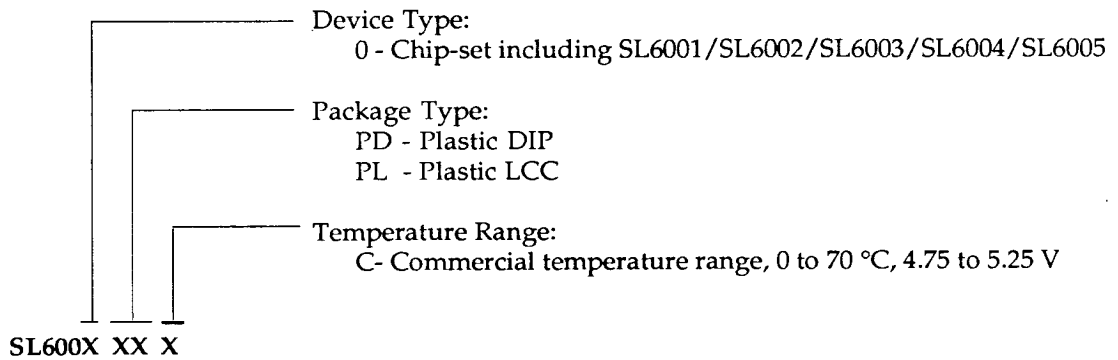 Device Type:
0 - Chip-set including SL6001/SL6002/SL6003/SL6004/SL6005
Package Type:
PD - Plastic DIP
PL - Plastic LCC
Temperature Range:
C- Commercial temperature range, 0 to 70 °C, 4.75 to 5.25 V
SL600X XX X